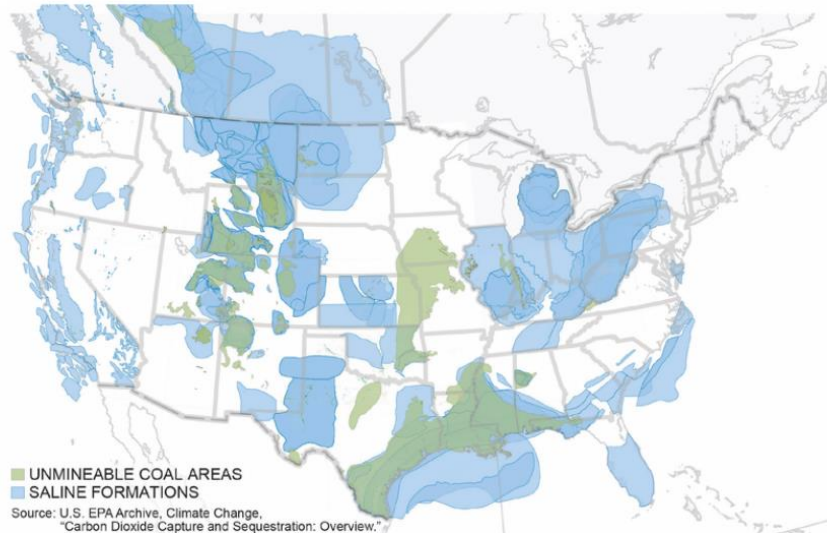 UNMINEABLE COAL AREAS
SALINE FORMATIONS
Source: U.S. EPA Archive, Climate Change,
"Carbon Dioxide Capture and Sequestration: Overview."